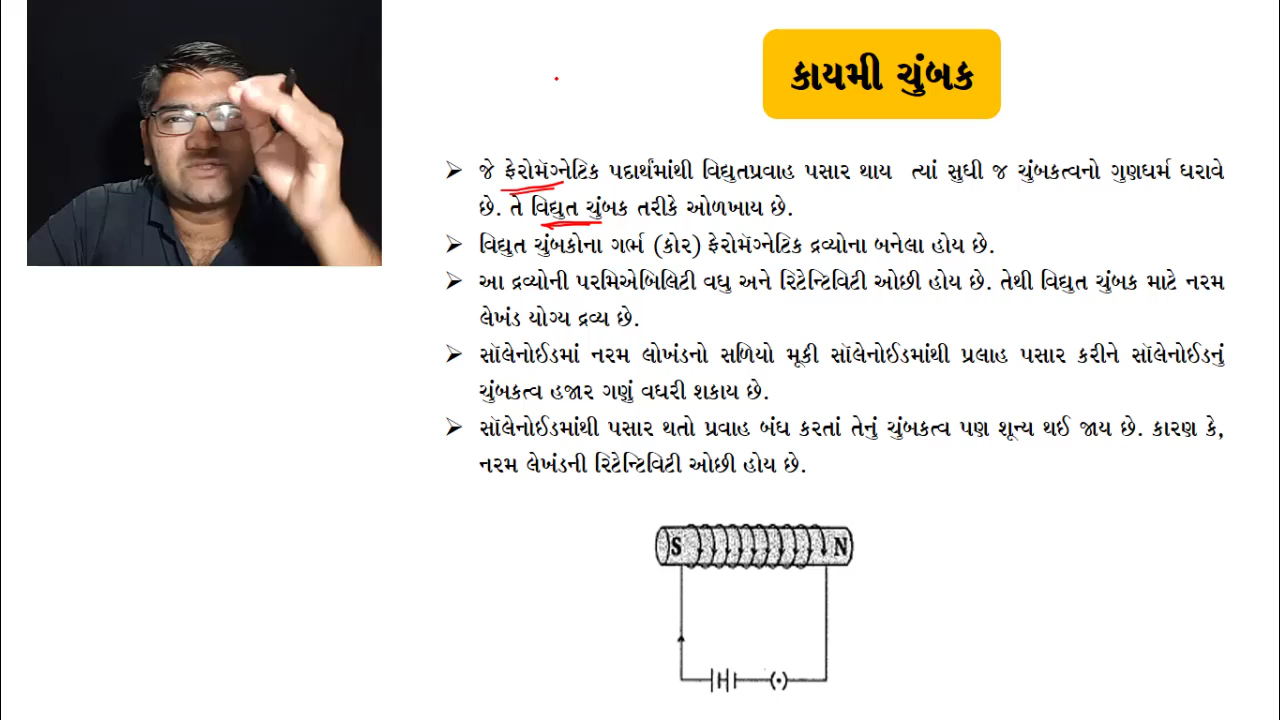 કાયમી ચુંબક
➢ જે ફેરોમૅગ્નેટિક પદાર્થંમાંથી વિદ્યુતપ્રવાહ પસાર થાય ત્યાં સુધી જ ચુંબકત્વનો ગુણધર્મ ધરાવે
છે. તે વિદ્યુત ચુંબક તરીકે ઓળખાય છે.
➢ વિદ્યુત ચુંબકોના ગર્ભ (કોર) ફેરોમૅગ્નેટિક દ્રવ્યોના બનેલા હોય છે.
➢ આ દ્રવ્યોની પરમિએબિલિટી વધુ અને રિટેન્ટિવિટી ઓછી હોય છે. તેથી વિદ્યુત ચુંબક માટે નરમ
લેખંડ યોગ્ય દ્રવ્ય છે.
➢ સૉલેનોઈડમાં નરમ લોખંડનો સળિયો મૂકી સૉલેનોઈડમાંથી પ્રલાહ પસાર કરીને સૉલેનોઈડનું
ચુંબકત્વ હજાર ગણું વઘરી શકાય છે.
➢ સૉલેનોઈડમાંથી પસાર થતો પ્રવાહ બંધ કરતાં તેનું ચુંબકત્વ પણ શૂન્ય થઈ જાય છે. કારણ કે,
નરમ લેખંડની રિટેન્ટિવિટી ઓછી હોય છે.
S N